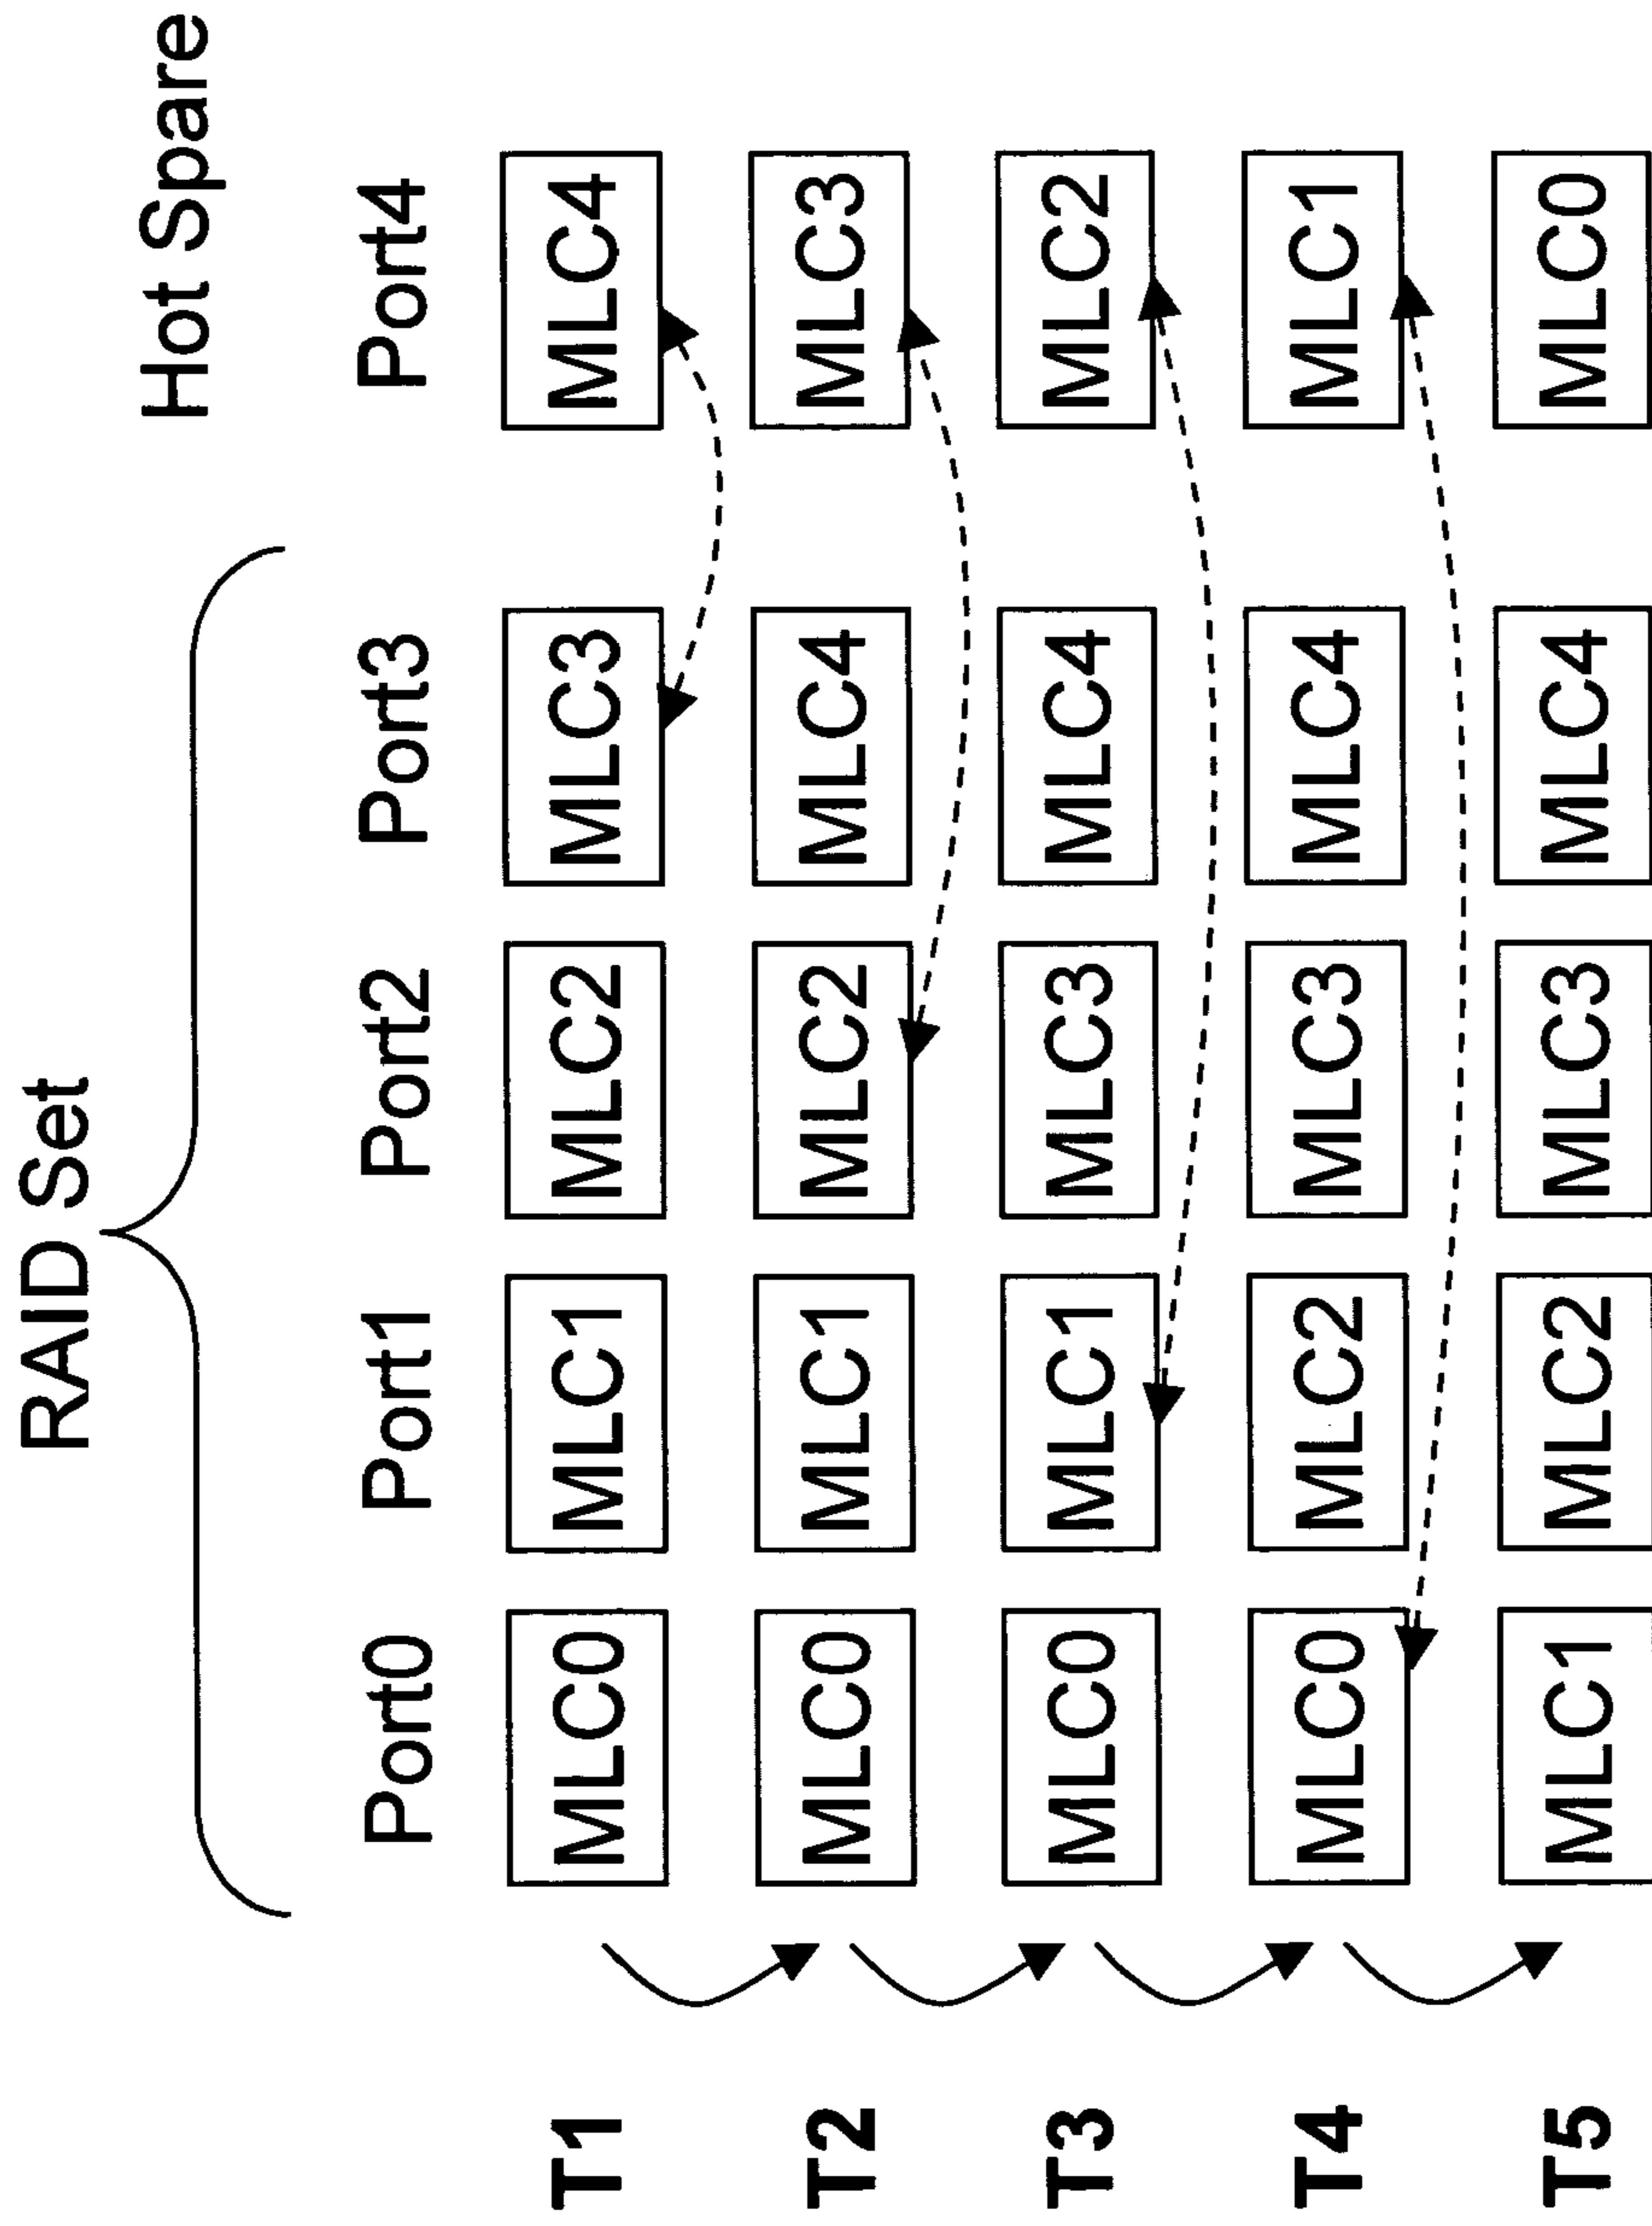 RAID Set Hot Spare
Port0 Port1 Port2 Port3 Port4
T1 MLC0 MLC1 MLC2 MLC3 MLC4
T2 MLC0 MLC1 MLC2 MLC4 MLC3
T3 MLC0 MLC1 MLC3 MLC4 MLC2
T4 MLC0 MLC2 MLC3 MLC4 MLC1
T5 MLC1 MLC2 MLC3 MLC4 MLC0